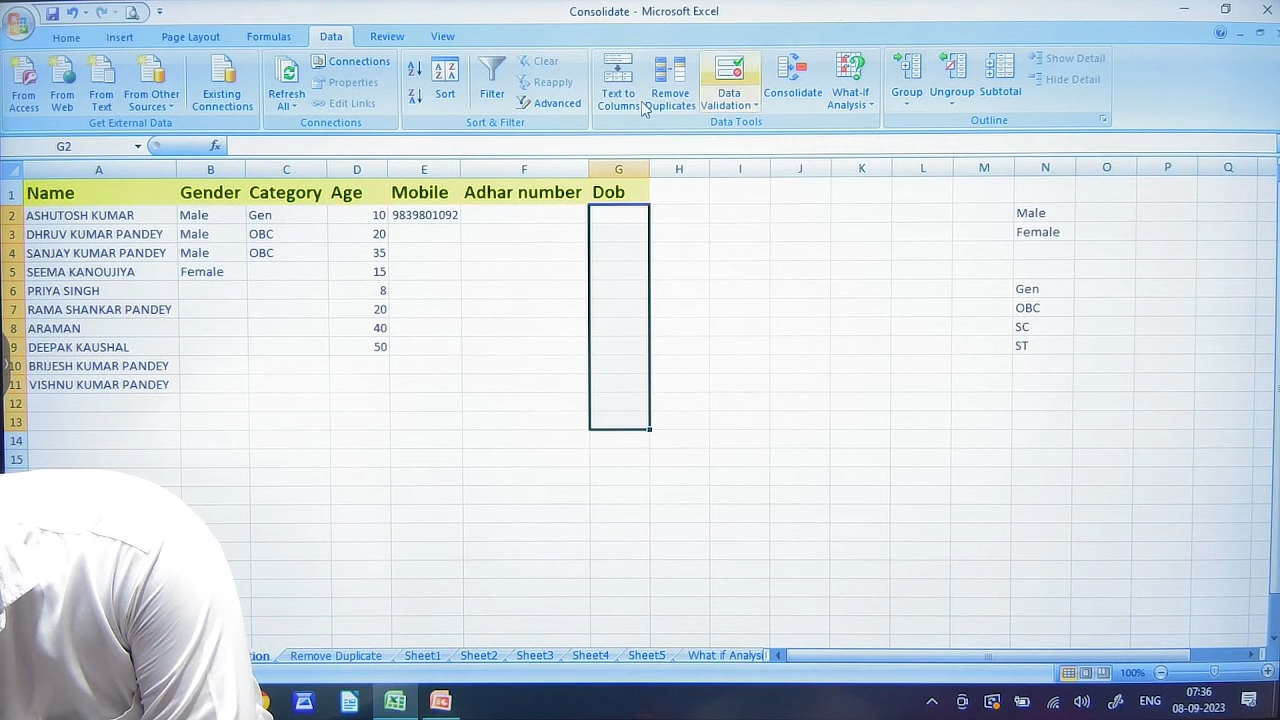 Consolidate - Microsoft Excel
Home Insert Page Layout Formulas Data Review View
From Access
From Web
From Text
From Other Sources
Existing Connections
Get External Data
Refresh All
Connections
Properties
Edit Links
Connections
Sort
Filter
Clear
Reapply
Advanced
Sort & Filter
Text to Columns
Remove Duplicates
Data Validation
Consolidate
What-If Analysis
Data Tools
Group
Ungroup
Subtotal
Show Detail
Hide Detail
Outline
G2 fx
A B C D E F G H I J K L M N O P Q
1 Name Gender Category Age Mobile Adhar number Dob
2 ASHUTOSH KUMAR Male Gen 10 9839801092 Male
3 DHRUV KUMAR PANDEY Male OBC 20 Female
4 SANJAY KUMAR PANDEY Male OBC 35
5 SEEMA KANOUJIYA Female 15
6 PRIYA SINGH 8 Gen
7 RAMA SHANKAR PANDEY 20 OBC
8 ARAMAN 40 SC
9 DEEPAK KAUSHAL 50 ST
10 BRIJESH KUMAR PANDEY
11 VISHNU KUMAR PANDEY
12
13
14
15
tion Remove Duplicate Sheet1 Sheet2 Sheet3 Sheet4 Sheet5 What if Analysi
100%
ENG
07:36
08-09-2023